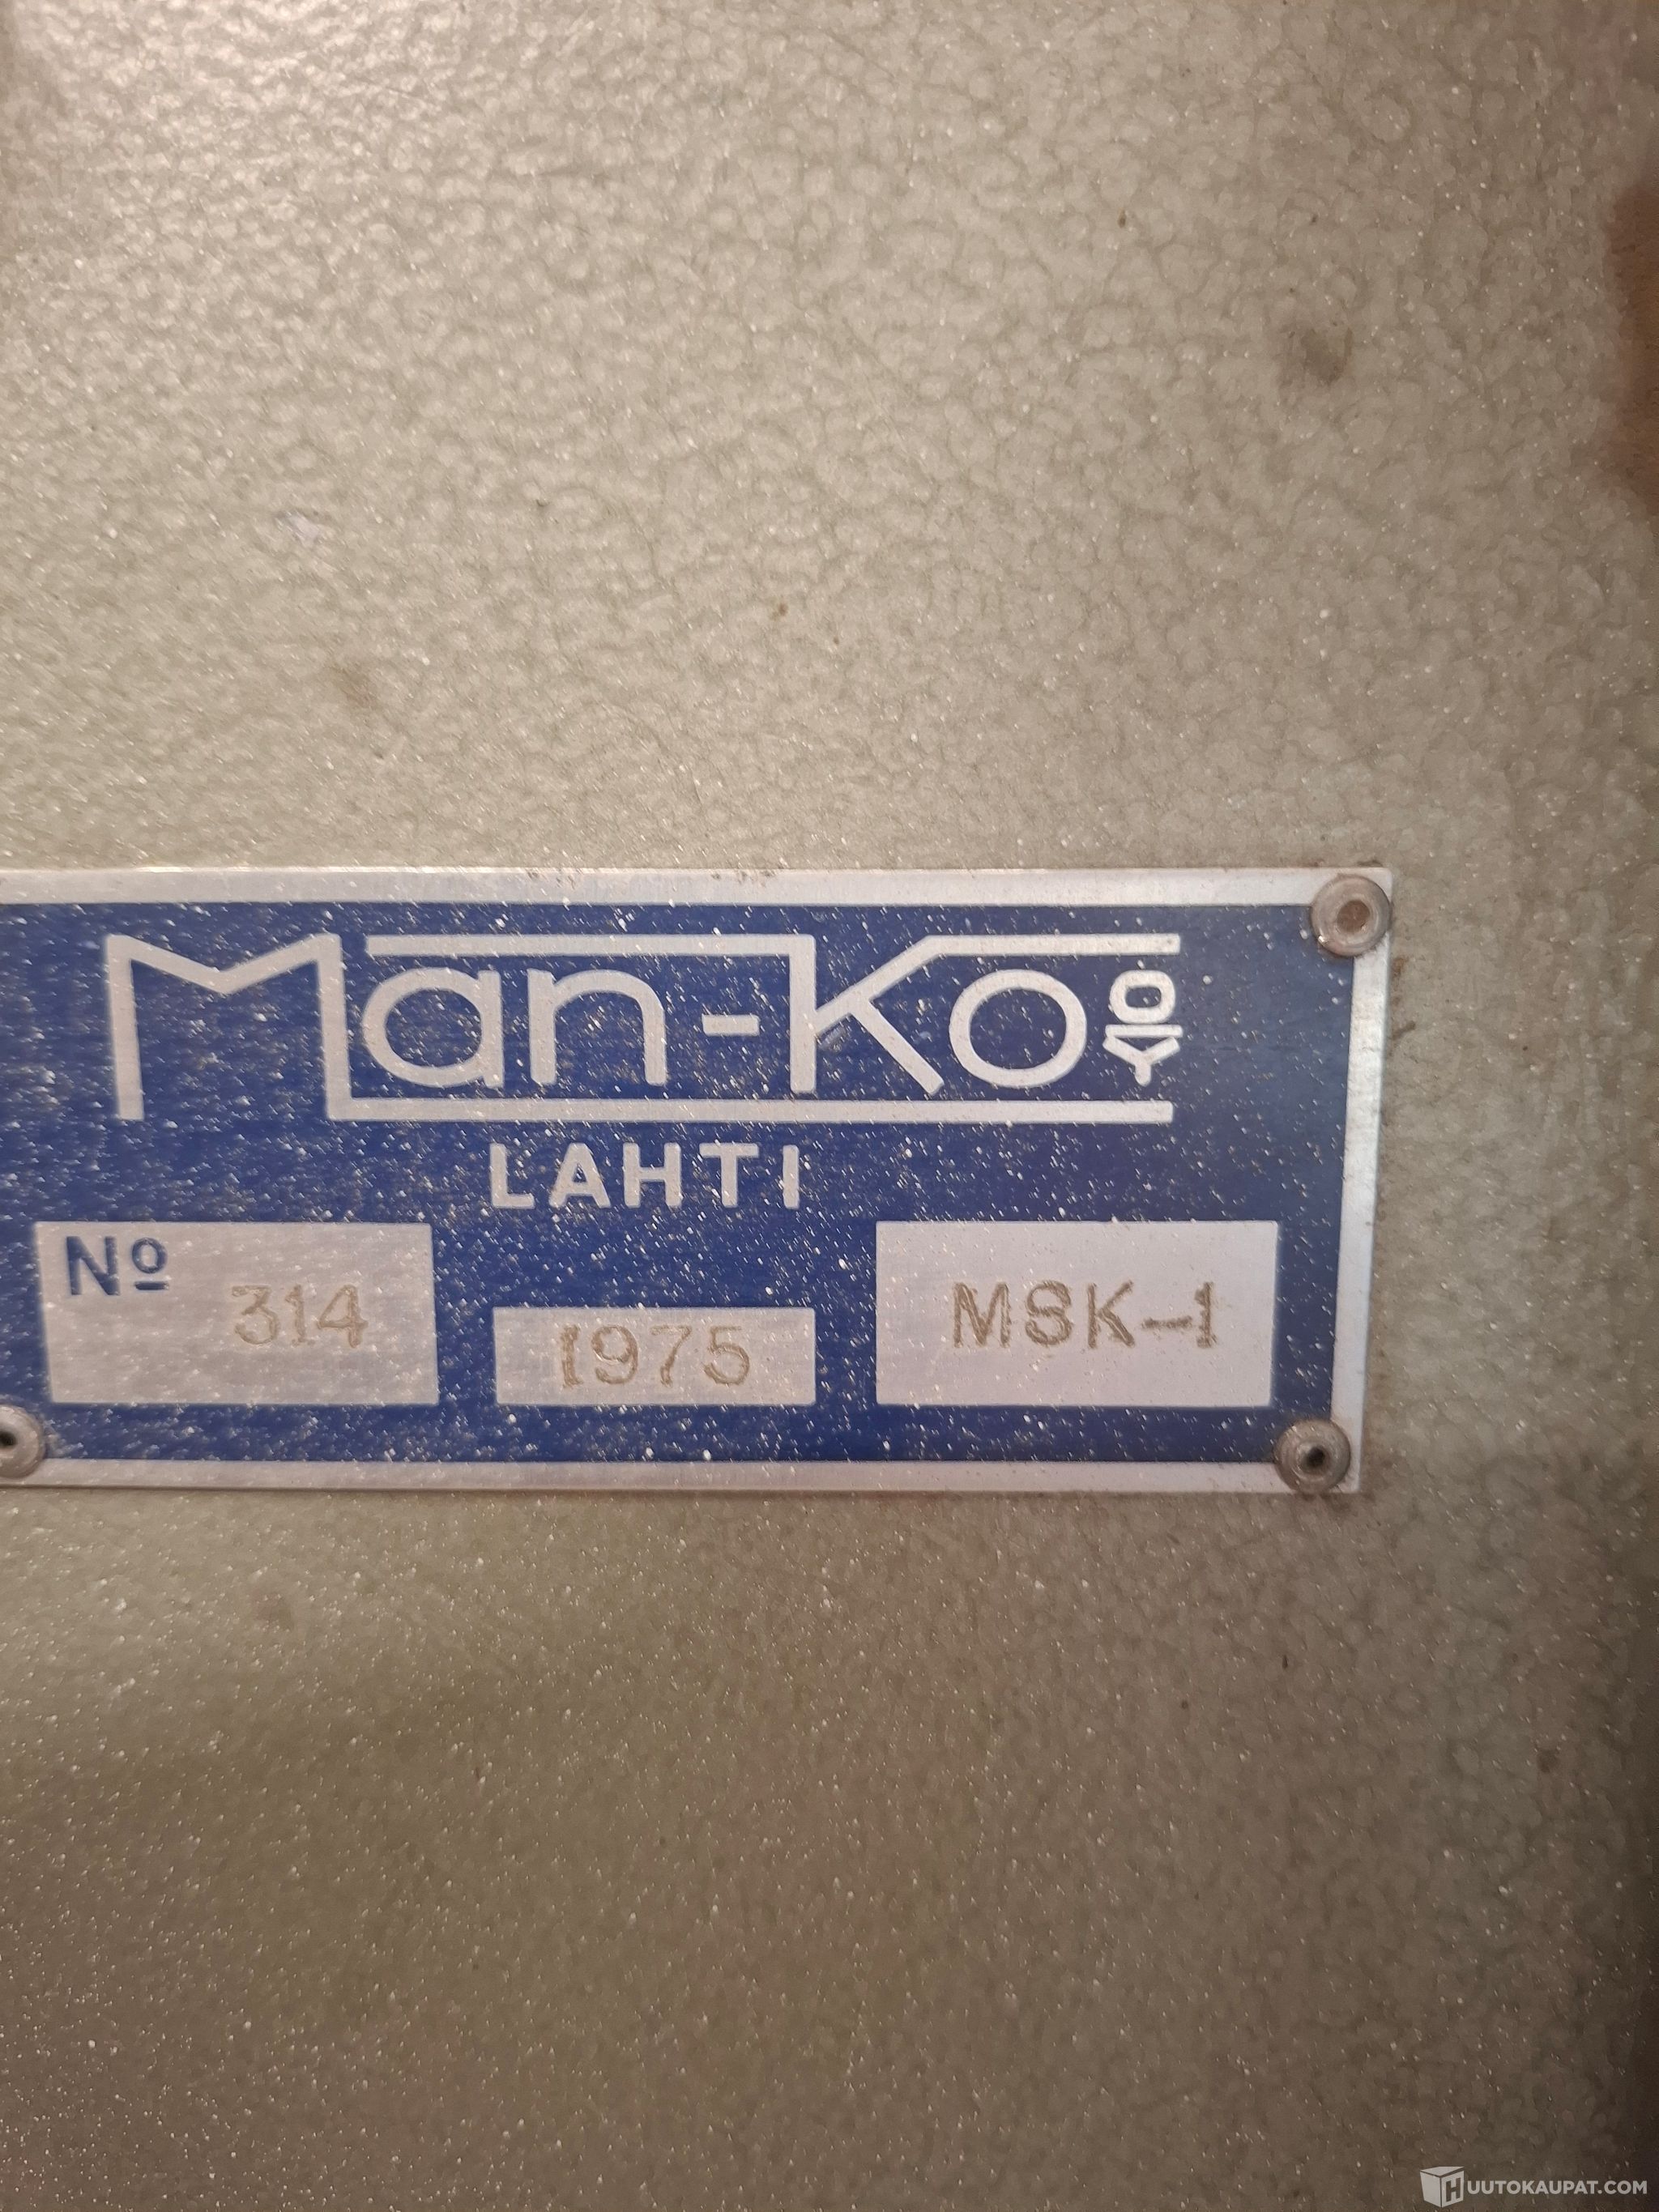 Man-Ko OY
LAHTI
No 314 1975 MSK-1
HUUTOKAUPAT.COM